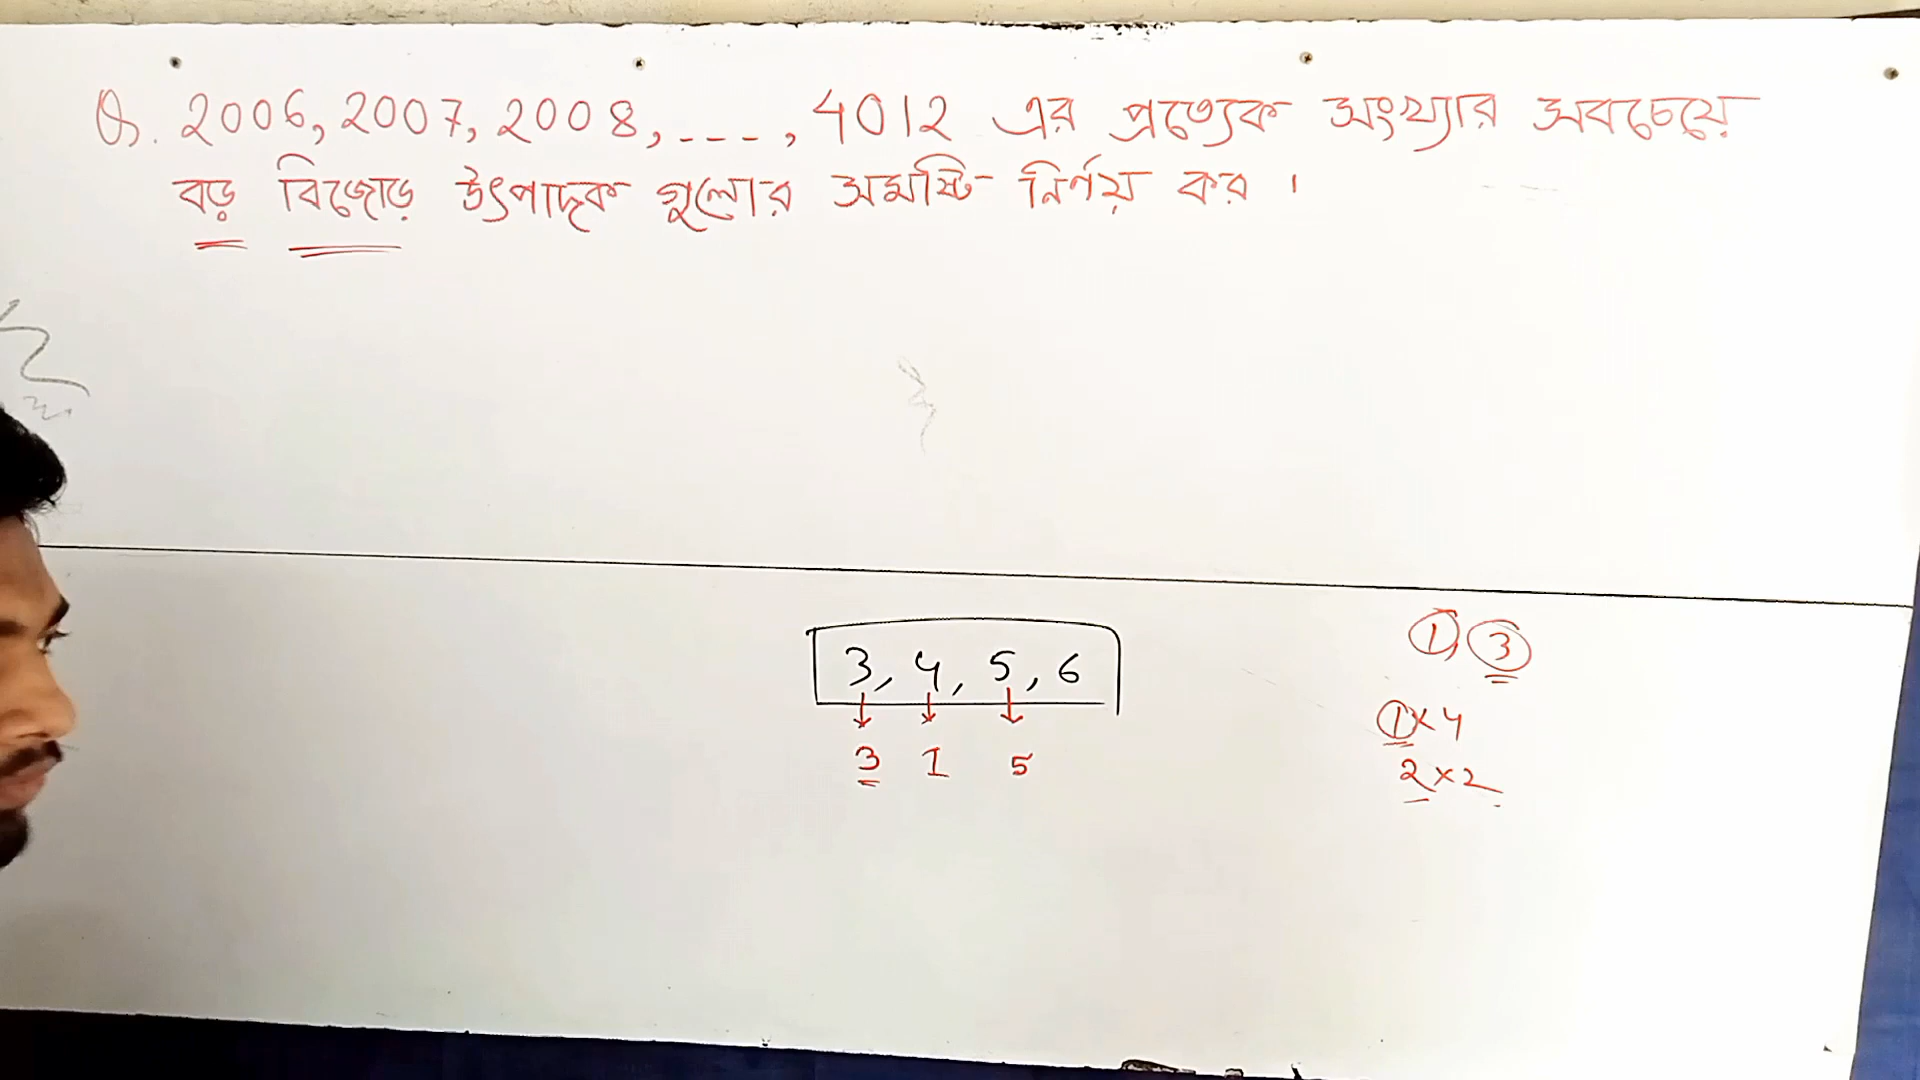 Q. 2006, 2007, 2008, ---, 4012 এর প্রত্যেক সংখ্যার সবচেয়ে
বড় বিজোড় উৎপাদক গুলোর সমষ্টি নির্ণয় কর ।
3, 4, 5, 6
3 1 5
1, 3
1×4
2×2